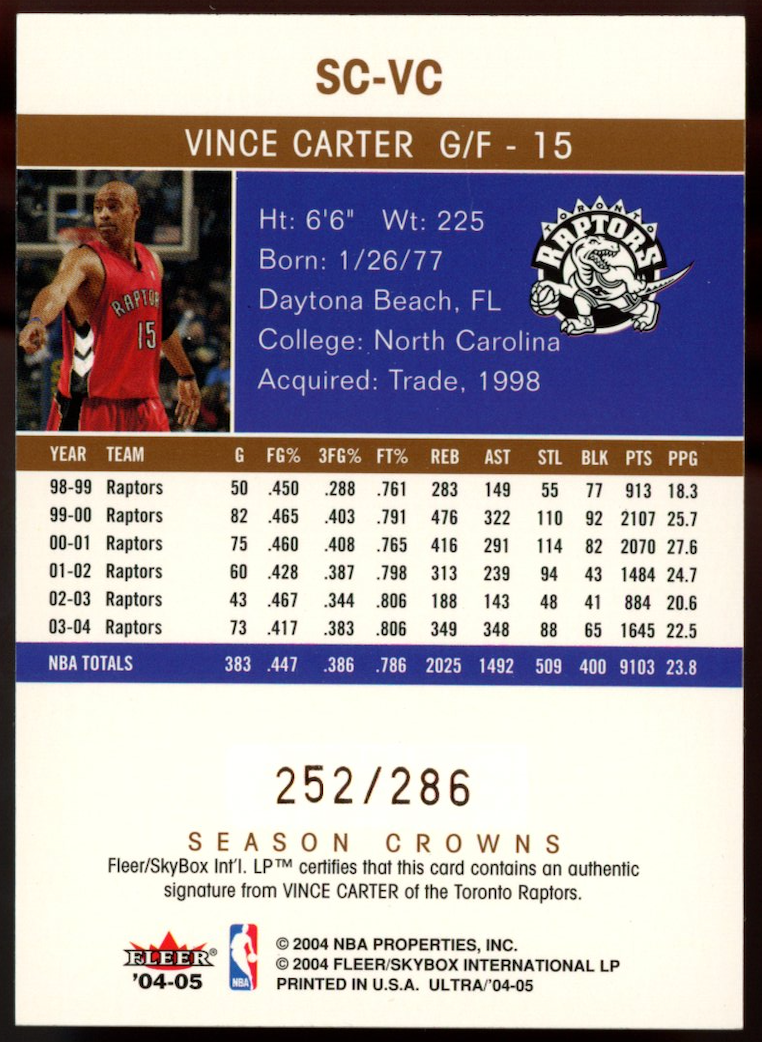 SC-VC
VINCE CARTER G/F - 15
Ht: 6'6" Wt: 225
Born: 1/26/77
Daytona Beach, FL
College: North Carolina
Acquired: Trade, 1998
TORONTO
RAPTORS
RAPTOR
15
YEAR TEAM G FG% 3FG% FT% REB AST STL BLK PTS PPG
98-99 Raptors 50 .450 .288 .761 283 149 55 77 913 18.3
99-00 Raptors 82 .465 .403 .791 476 322 110 92 2107 25.7
00-01 Raptors 75 .460 .408 .765 416 291 114 82 2070 27.6
01-02 Raptors 60 .428 .387 .798 313 239 94 43 1484 24.7
02-03 Raptors 43 .467 .344 .806 188 143 48 41 884 20.6
03-04 Raptors 73 .417 .383 .806 349 348 88 65 1645 22.5
NBA TOTALS 383 .447 .386 .786 2025 1492 509 400 9103 23.8
252/286
SEASON CROWNS
Fleer/SkyBox Int'l. LP™ certifies that this card contains an authentic
signature from VINCE CARTER of the Toronto Raptors.
FLEER®
'04-05
NBA
© 2004 NBA PROPERTIES, INC.
© 2004 FLEER/SKYBOX INTERNATIONAL LP
PRINTED IN U.S.A. ULTRA/'04-05